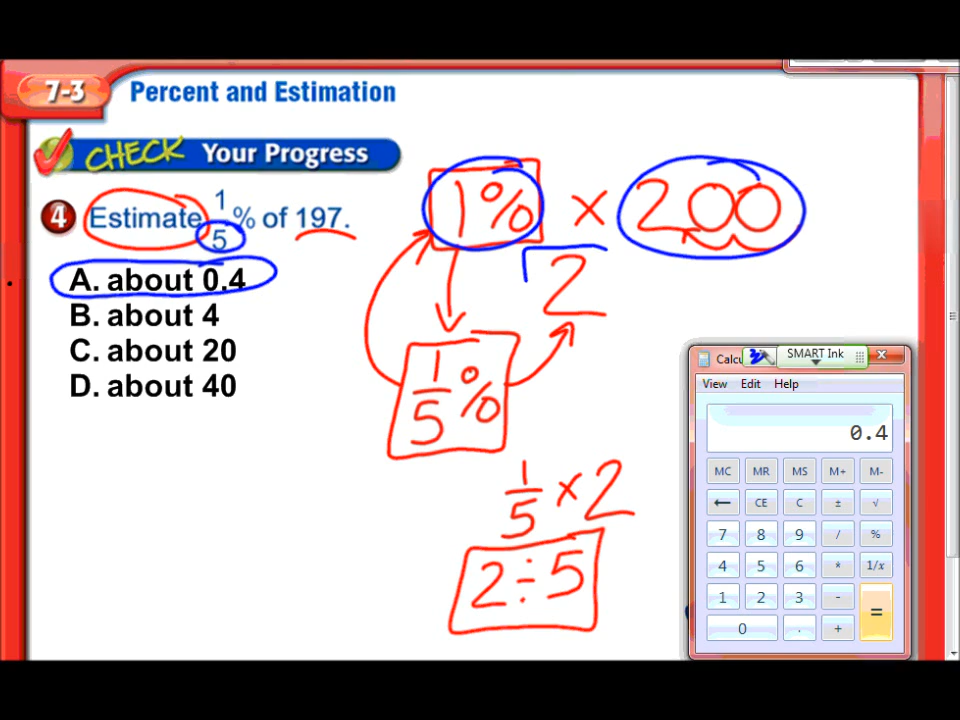 7-3 Percent and Estimation
CHECK Your Progress
4 Estimate 1/5 % of 197.
A. about 0.4
B. about 4
C. about 20
D. about 40
1% × 200
2
1/5 %
1/5 × 2
2 ÷ 5
Calcu SMART Ink
View Edit Help
0.4
MC MR MS M+ M-
← CE C ± √
7 8 9 / %
4 5 6 * 1/x
1 2 3 - =
0 . +